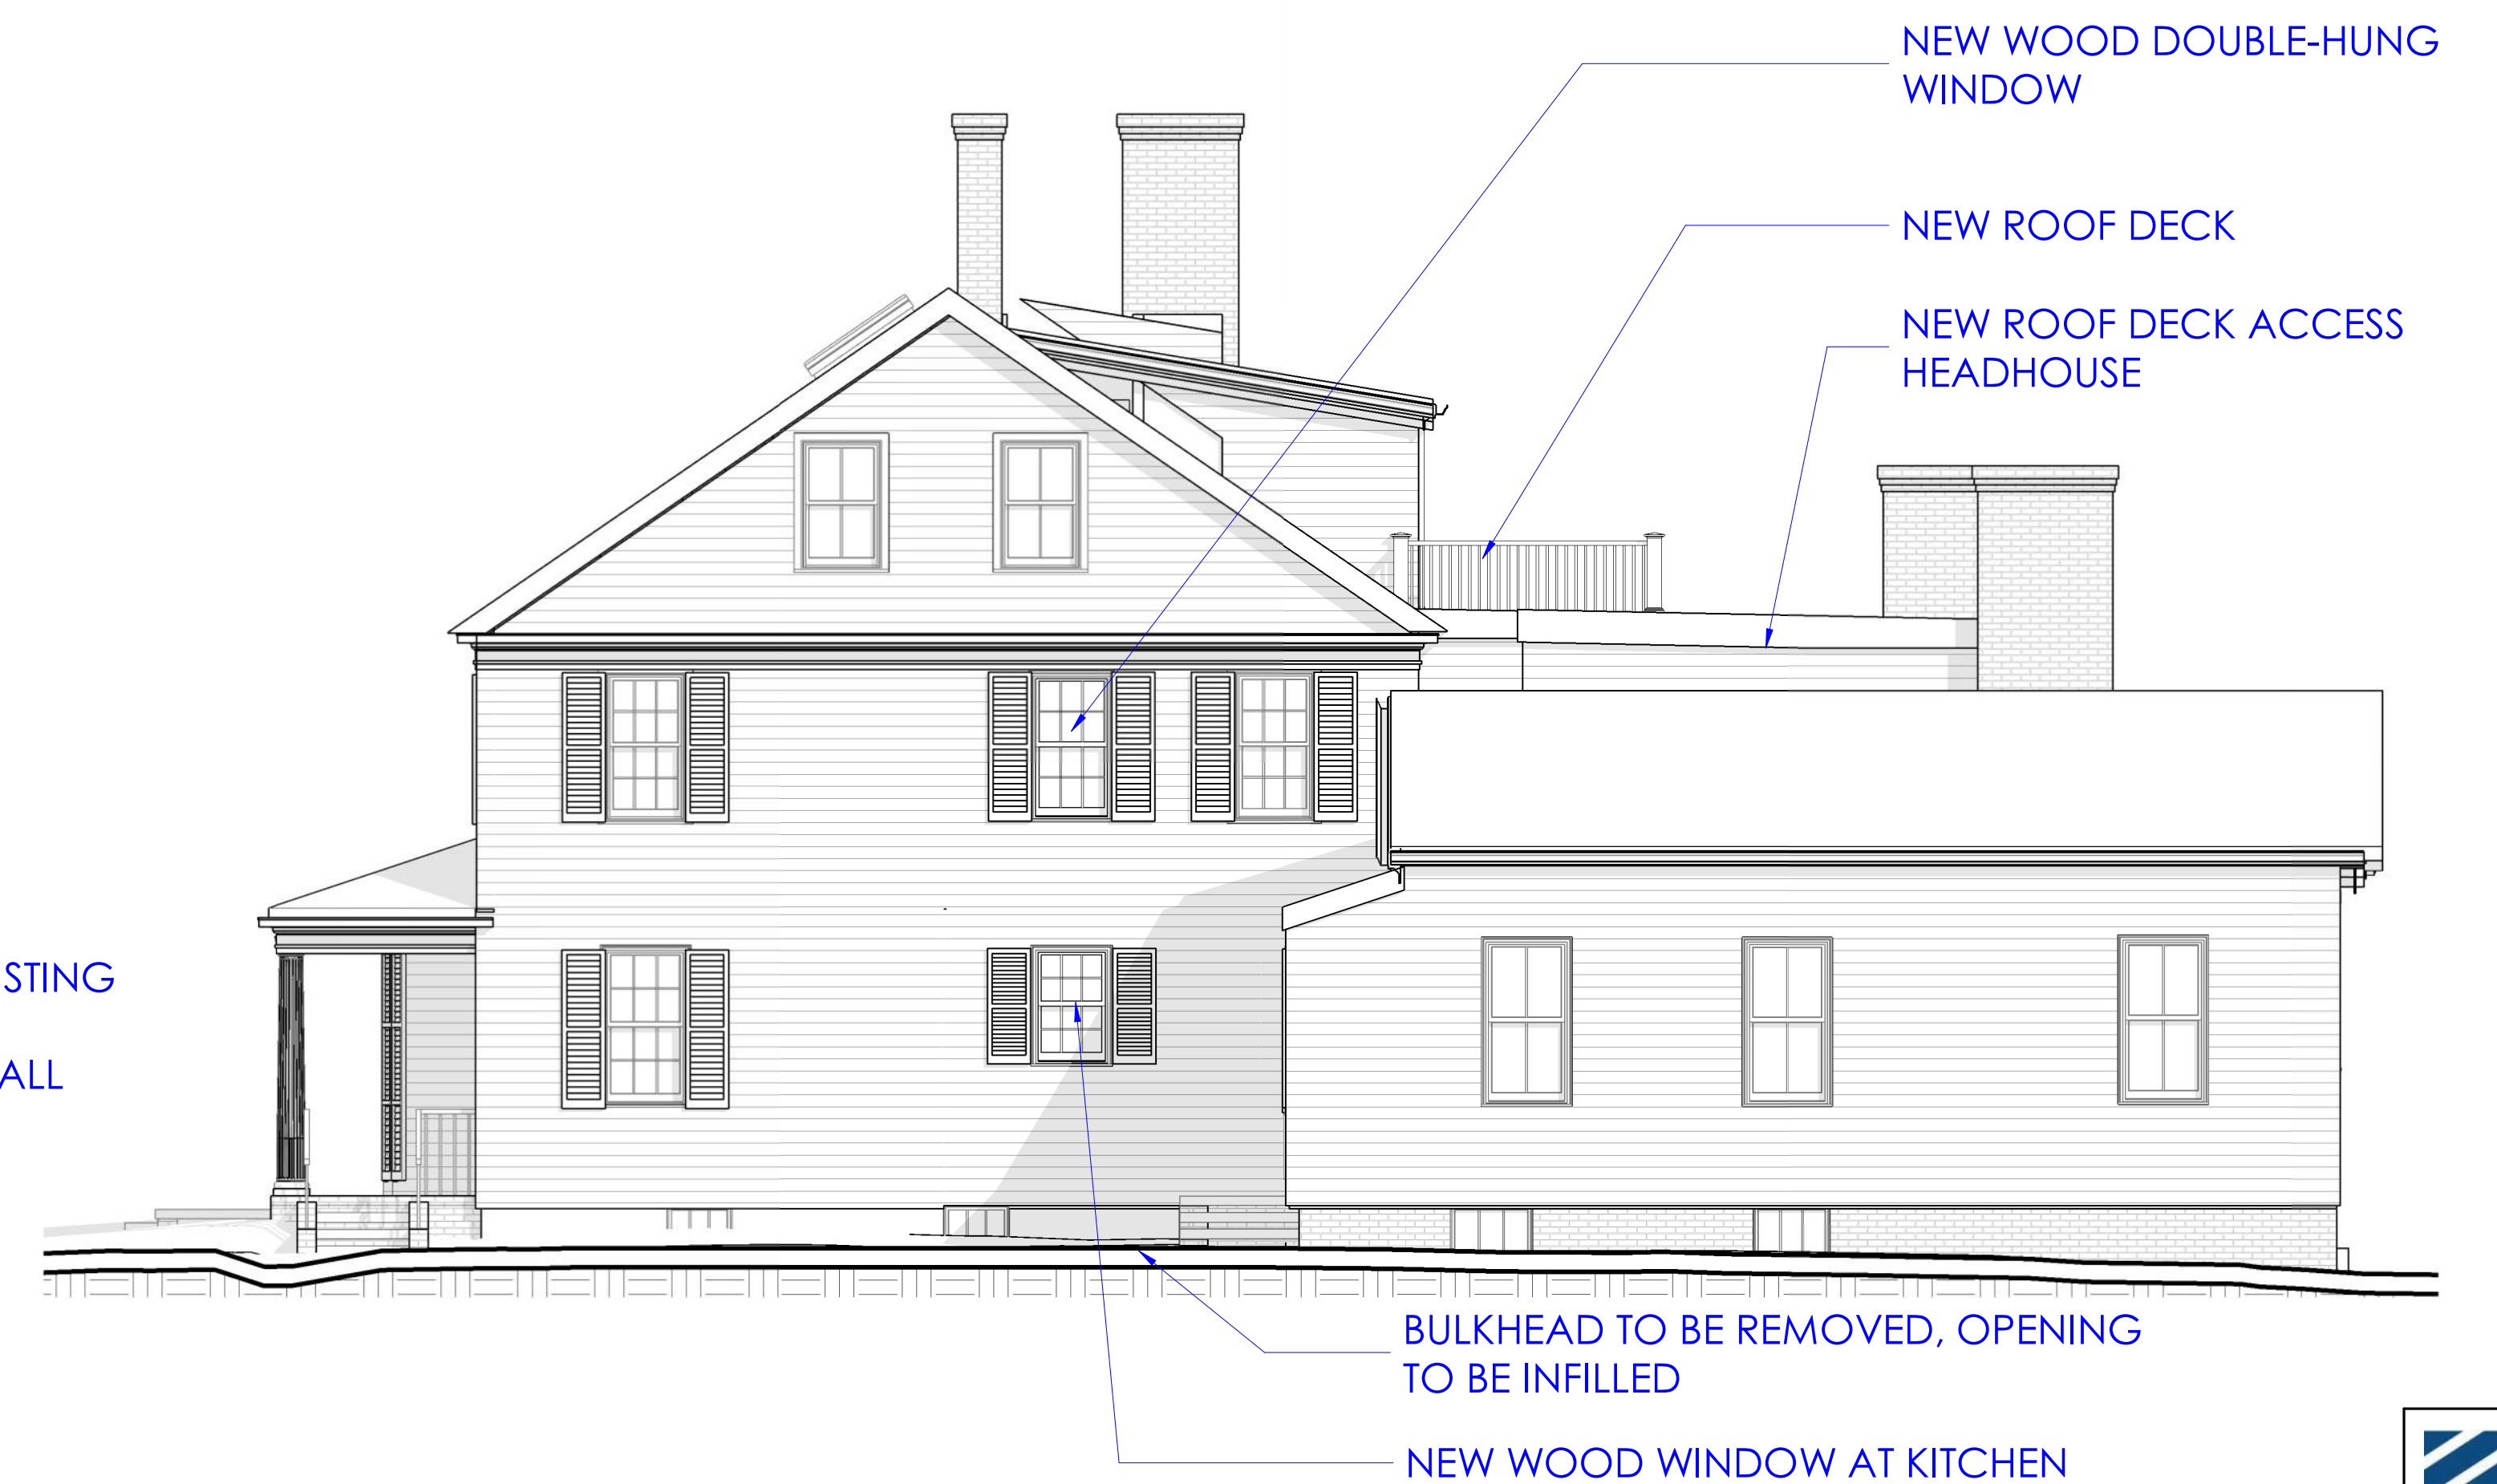 NEW WOOD DOUBLE-HUNG
WINDOW
NEW ROOF DECK
NEW ROOF DECK ACCESS
HEADHOUSE
STING
ALL
BULKHEAD TO BE REMOVED, OPENING
TO BE INFILLED
NEW WOOD WINDOW AT KITCHEN